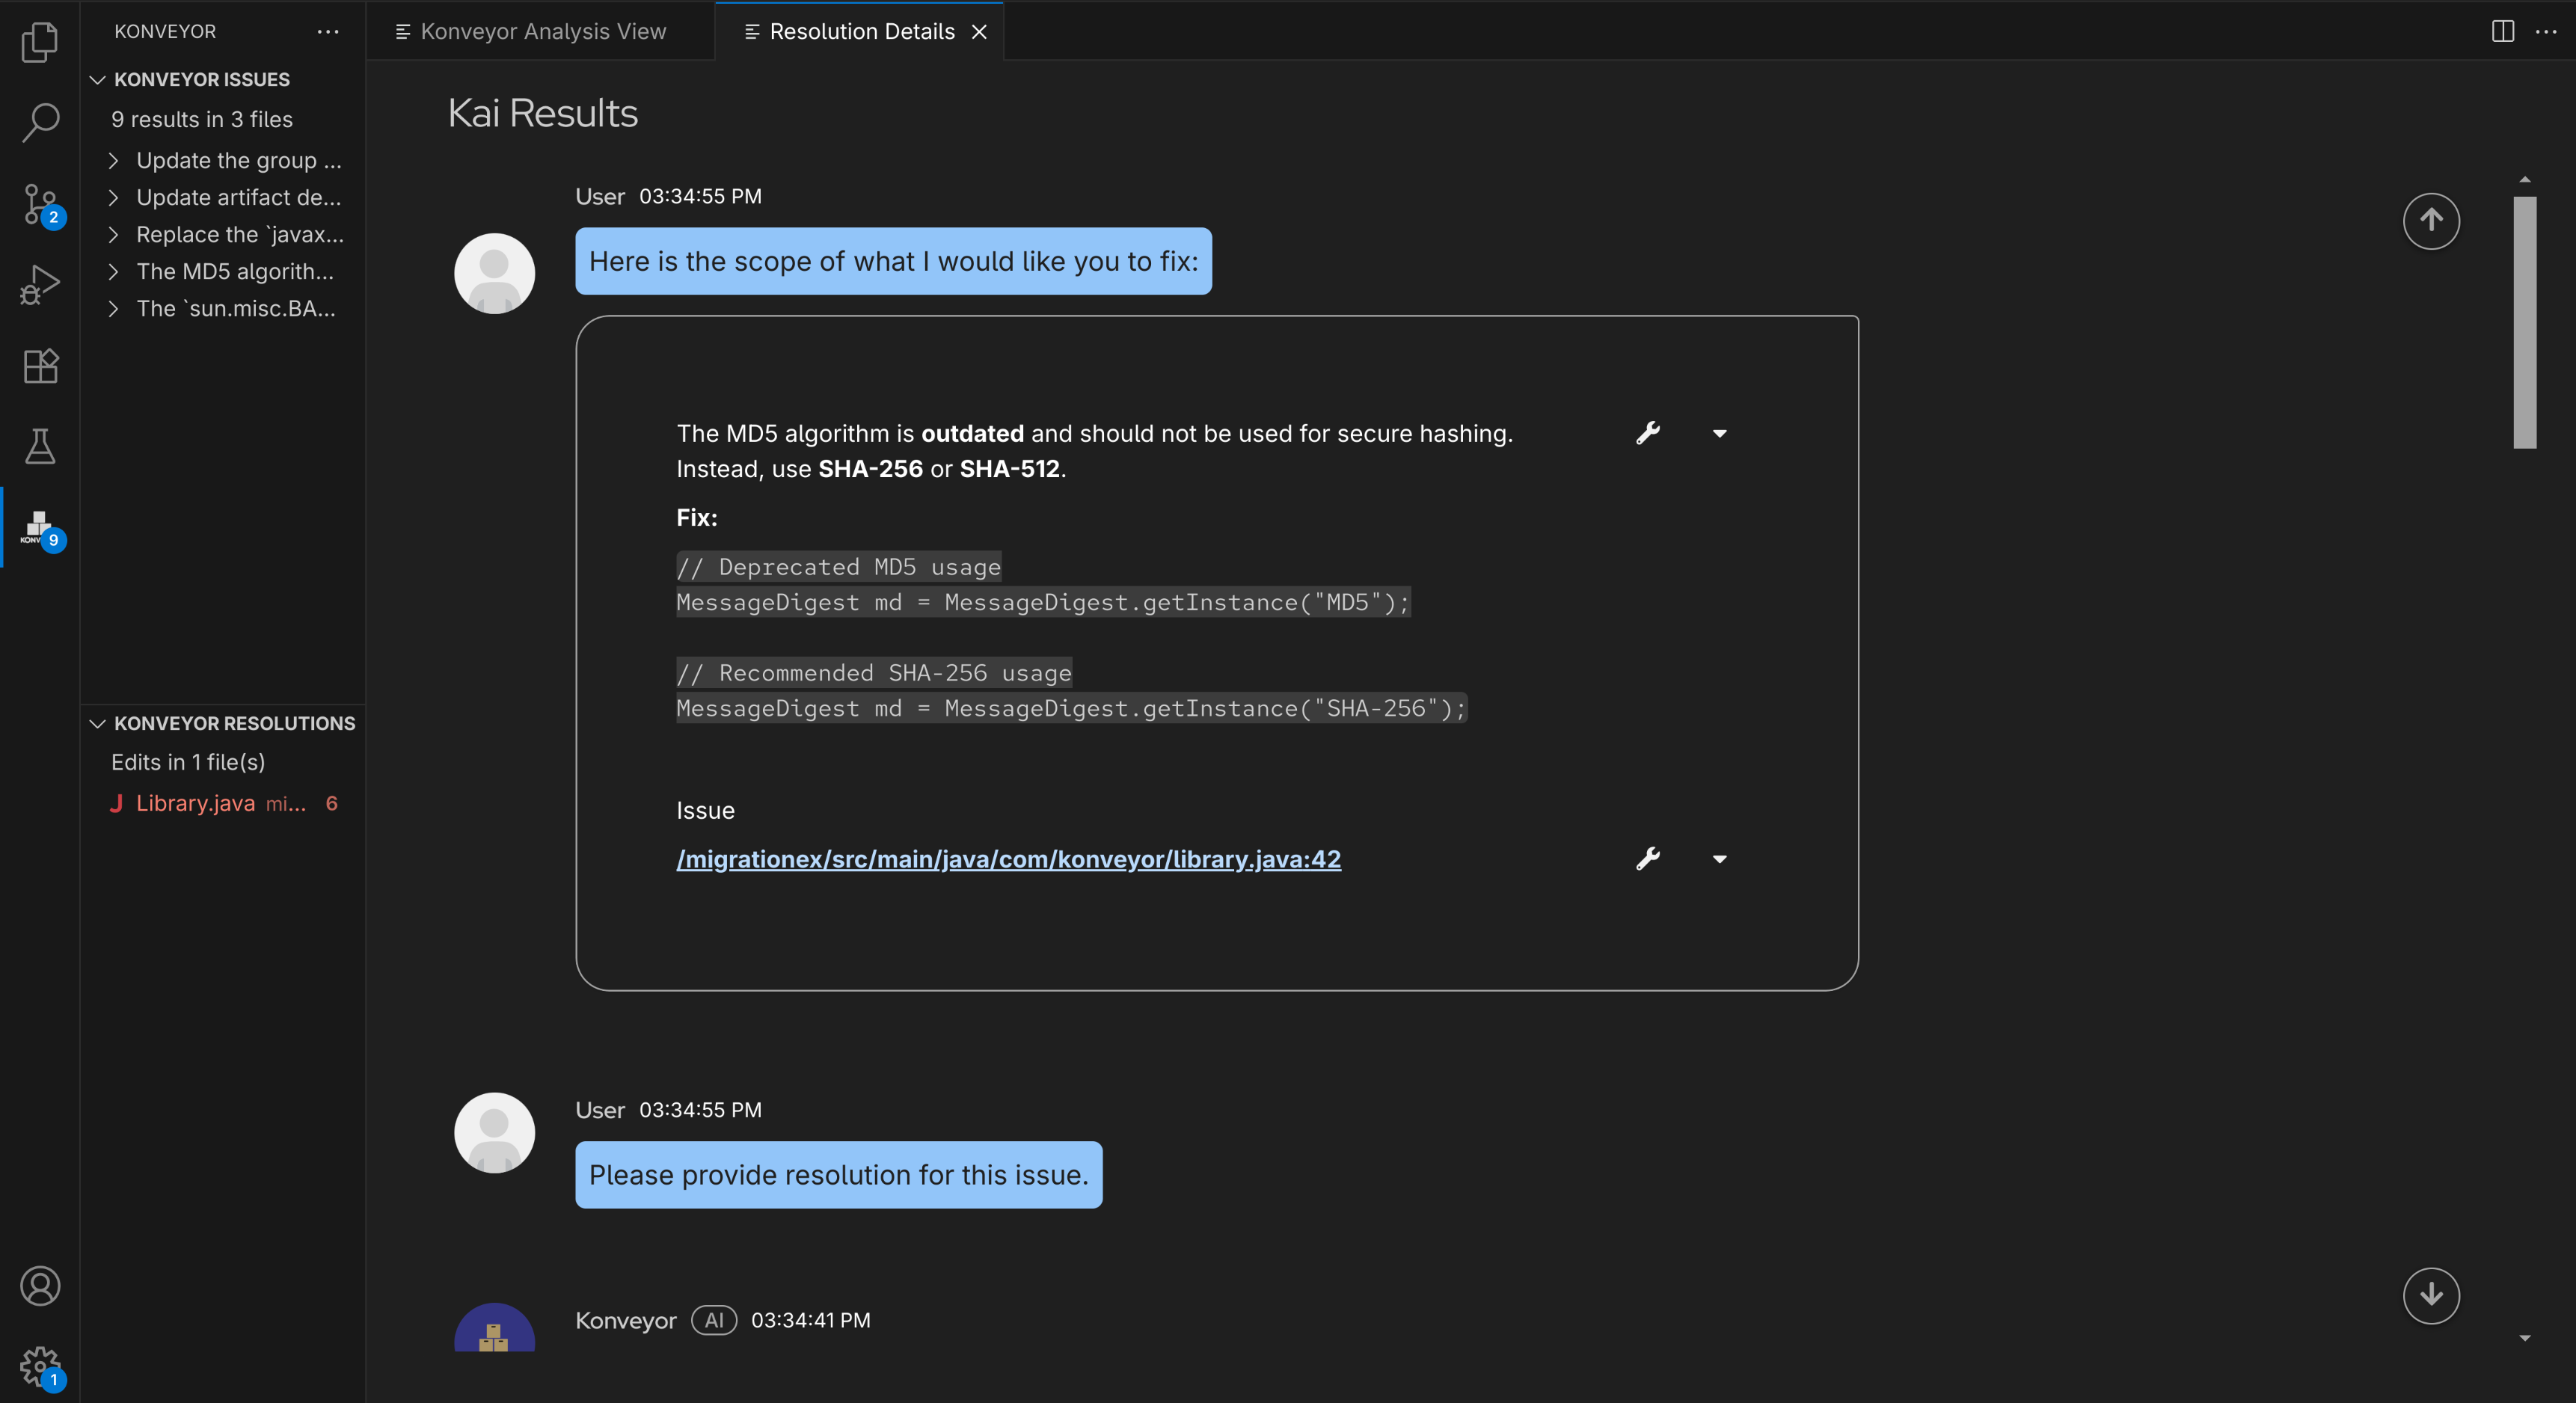 KONVEYOR
Konveyor Analysis View
Resolution Details
KONVEYOR ISSUES
9 results in 3 files
Update the group ...
Update artifact de...
Replace the `javax...
The MD5 algorith...
The `sun.misc.BA...
2
KONV
9
KONVEYOR RESOLUTIONS
Edits in 1 file(s)
J Library.java mi... 6
1
Kai Results
User 03:34:55 PM
Here is the scope of what I would like you to fix:
The MD5 algorithm is outdated and should not be used for secure hashing.
Instead, use SHA-256 or SHA-512.
Fix:
// Deprecated MD5 usage
MessageDigest md = MessageDigest.getInstance("MD5");
// Recommended SHA-256 usage
MessageDigest md = MessageDigest.getInstance("SHA-256");
Issue
/migrationex/src/main/java/com/konveyor/library.java:42
User 03:34:55 PM
Please provide resolution for this issue.
Konveyor AI 03:34:41 PM